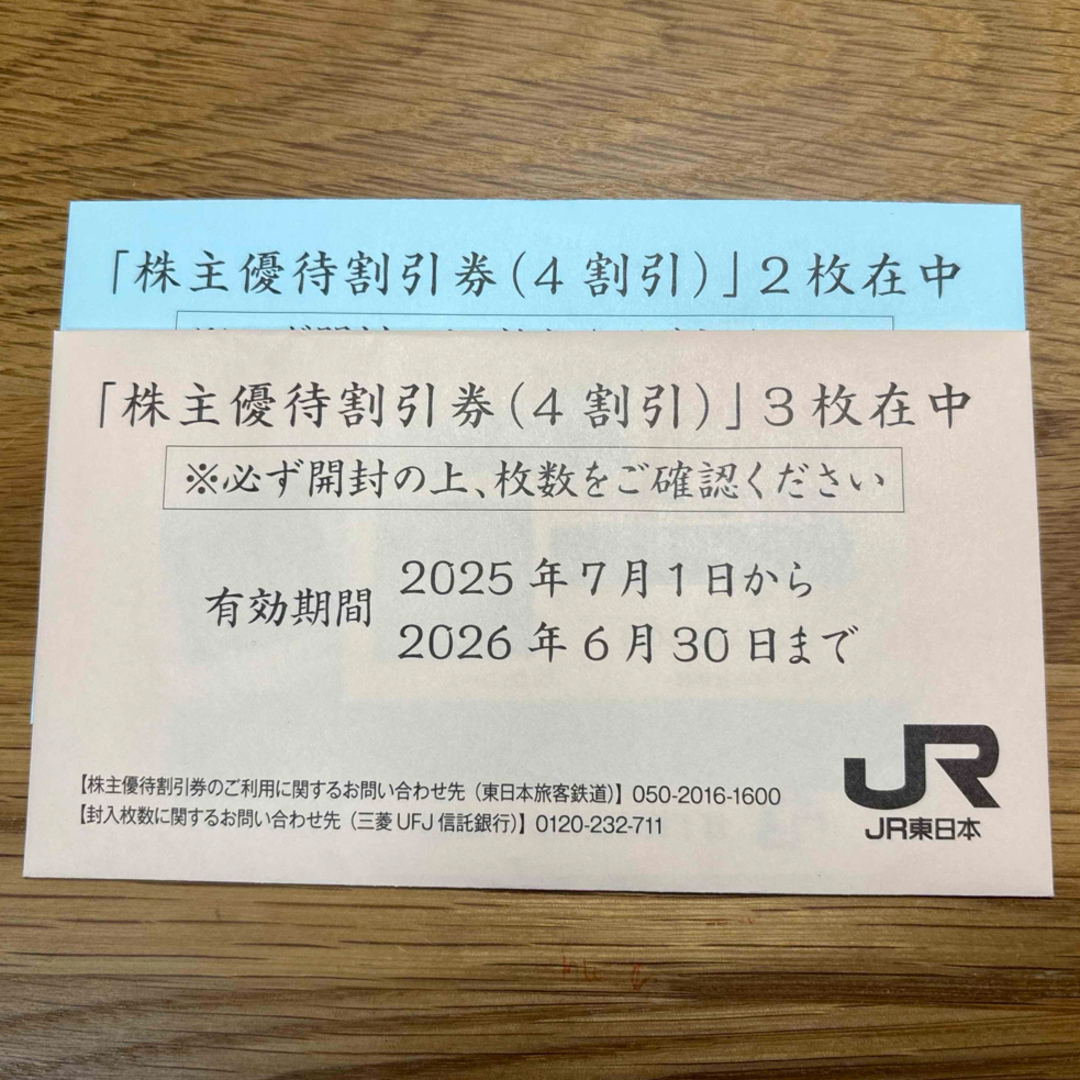 「株主優待割引券(4割引)」2枚在中
「株主優待割引券(4割引)」3枚在中
※必ず開封の上、枚数をご確認ください
有効期間 2025年7月1日から
2026年6月30日まで
【株主優待割引券のご利用に関するお問い合わせ先(東日本旅客鉄道)】050-2016-1600
【封入枚数に関するお問い合わせ先(三菱UFJ信託銀行)】0120-232-711
JR
JR東日本